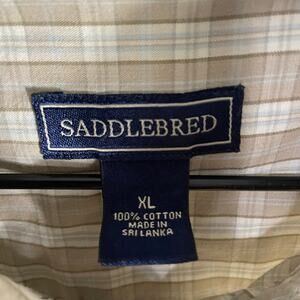 SADDLEBRED
XL
100% COTTON
MADE IN
SRI LANKA